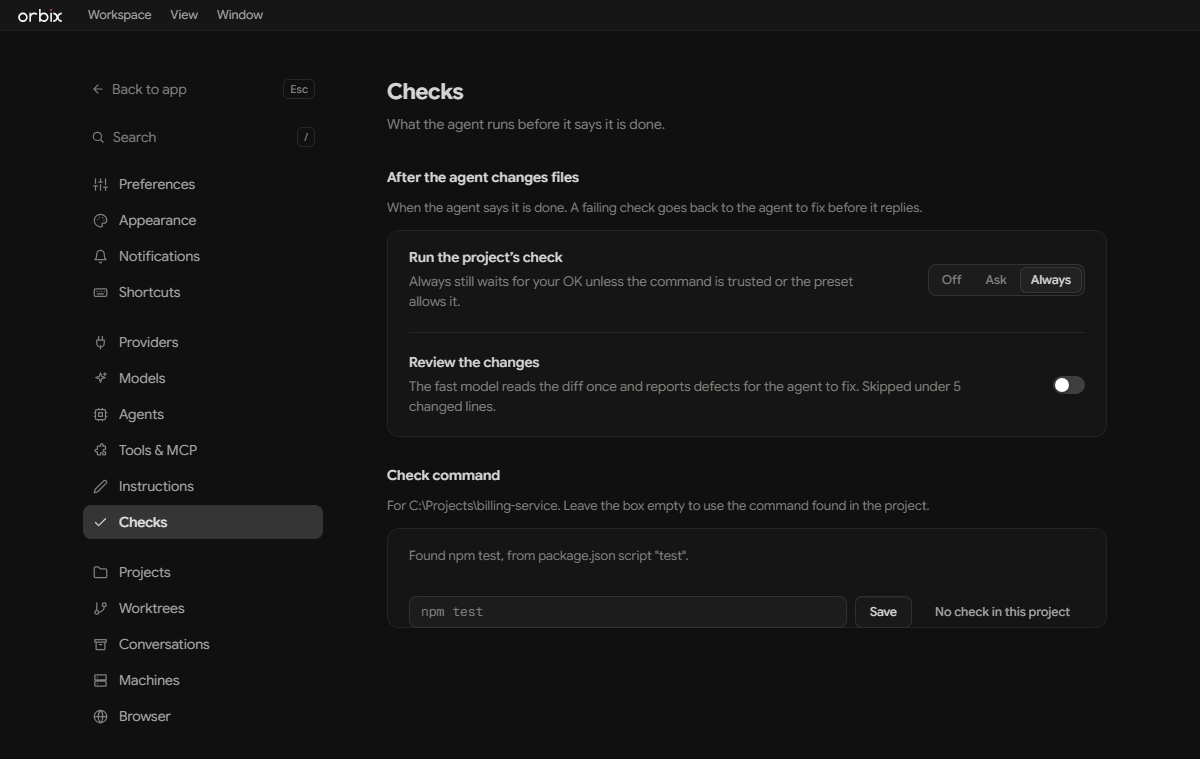 orbix Workspace View Window
Back to app Esc
Search /
Preferences
Appearance
Notifications
Shortcuts
Providers
Models
Agents
Tools & MCP
Instructions
Checks
Projects
Worktrees
Conversations
Machines
Browser
Checks
What the agent runs before it says it is done.
After the agent changes files
When the agent says it is done. A failing check goes back to the agent to fix before it replies.
Run the project's check
Always still waits for your OK unless the command is trusted or the preset
allows it.
Off Ask Always
Review the changes
The fast model reads the diff once and reports defects for the agent to fix. Skipped under 5
changed lines.
Check command
For C:\Projects\billing-service. Leave the box empty to use the command found in the project.
Found npm test, from package.json script "test".
npm test Save No check in this project